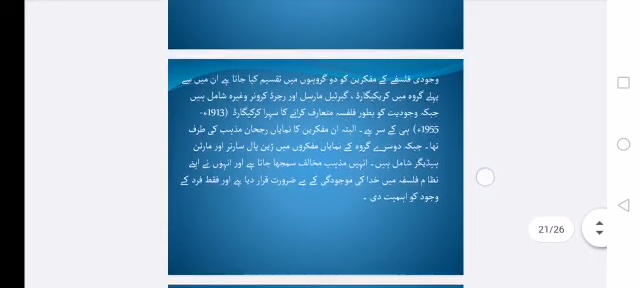 وجودی فلسفے کے مفکرین کو دو گروہوں میں تقسیم کیا جاتا ہے ان میں سے
پہلے گروہ میں کریکیگارڈ ، گبرئیل مارسل اور رجرڈ کرونر وغیرہ شامل ہیں
جبکہ وجودیت کو بطور فلسفہ متعارف کرانے کا سہرا کرکیگارڈ (1913ء-
1955ء) ہی کے سر ہے۔ البتہ ان مفکرین کا نمایاں رجحان مذہب کی طرف
تھا۔ جبکہ دوسرے گروہ کے نمایاں مفکروں میں ژین پال سارتر اور مارٹن
ہیڈیگر شامل ہیں۔ انہیں مذہب مخالف سمجھا جاتا ہے اور انہوں نے اپنے
نظام فلسفہ میں خدا کی موجودگی کے بے ضرورت قرار دیا ہے اور فقط فرد کے
وجود کو اہمیت دی ۔
21/26